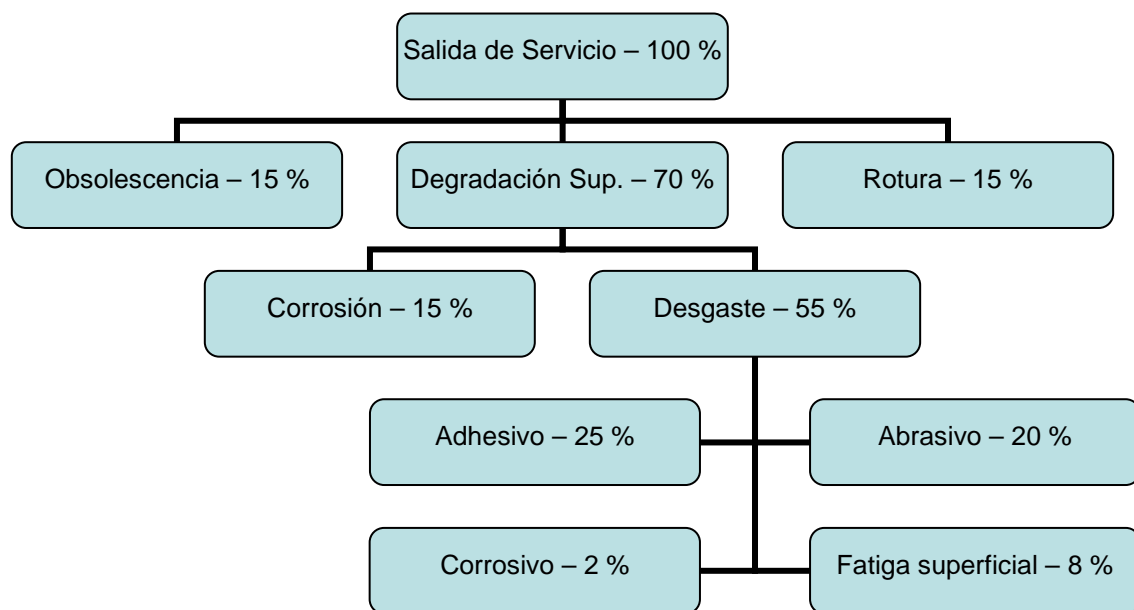 Salida de Servicio – 100 %
Obsolescencia – 15 %
Degradación Sup. – 70 %
Rotura – 15 %
Corrosión – 15 %
Desgaste – 55 %
Adhesivo – 25 %
Abrasivo – 20 %
Corrosivo – 2 %
Fatiga superficial – 8 %